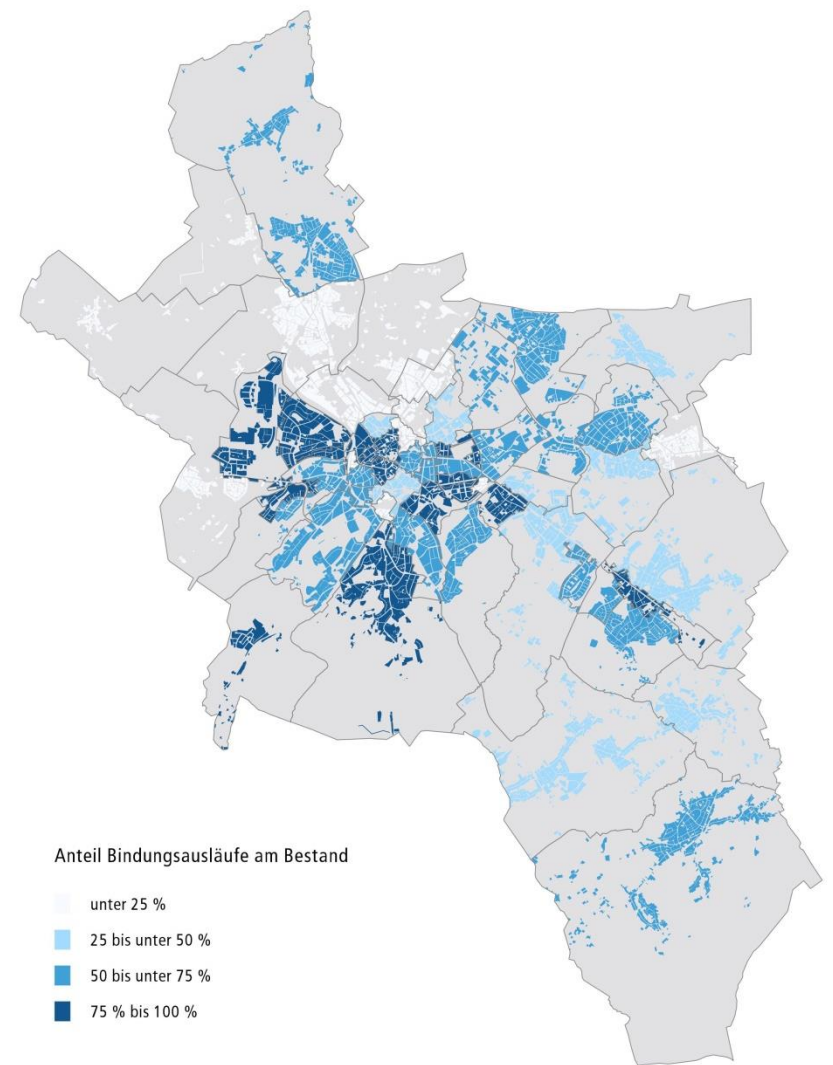 Anteil Bindungsausläufe am Bestand
unter 25 %
25 bis unter 50 %
50 bis unter 75 %
75 % bis 100 %